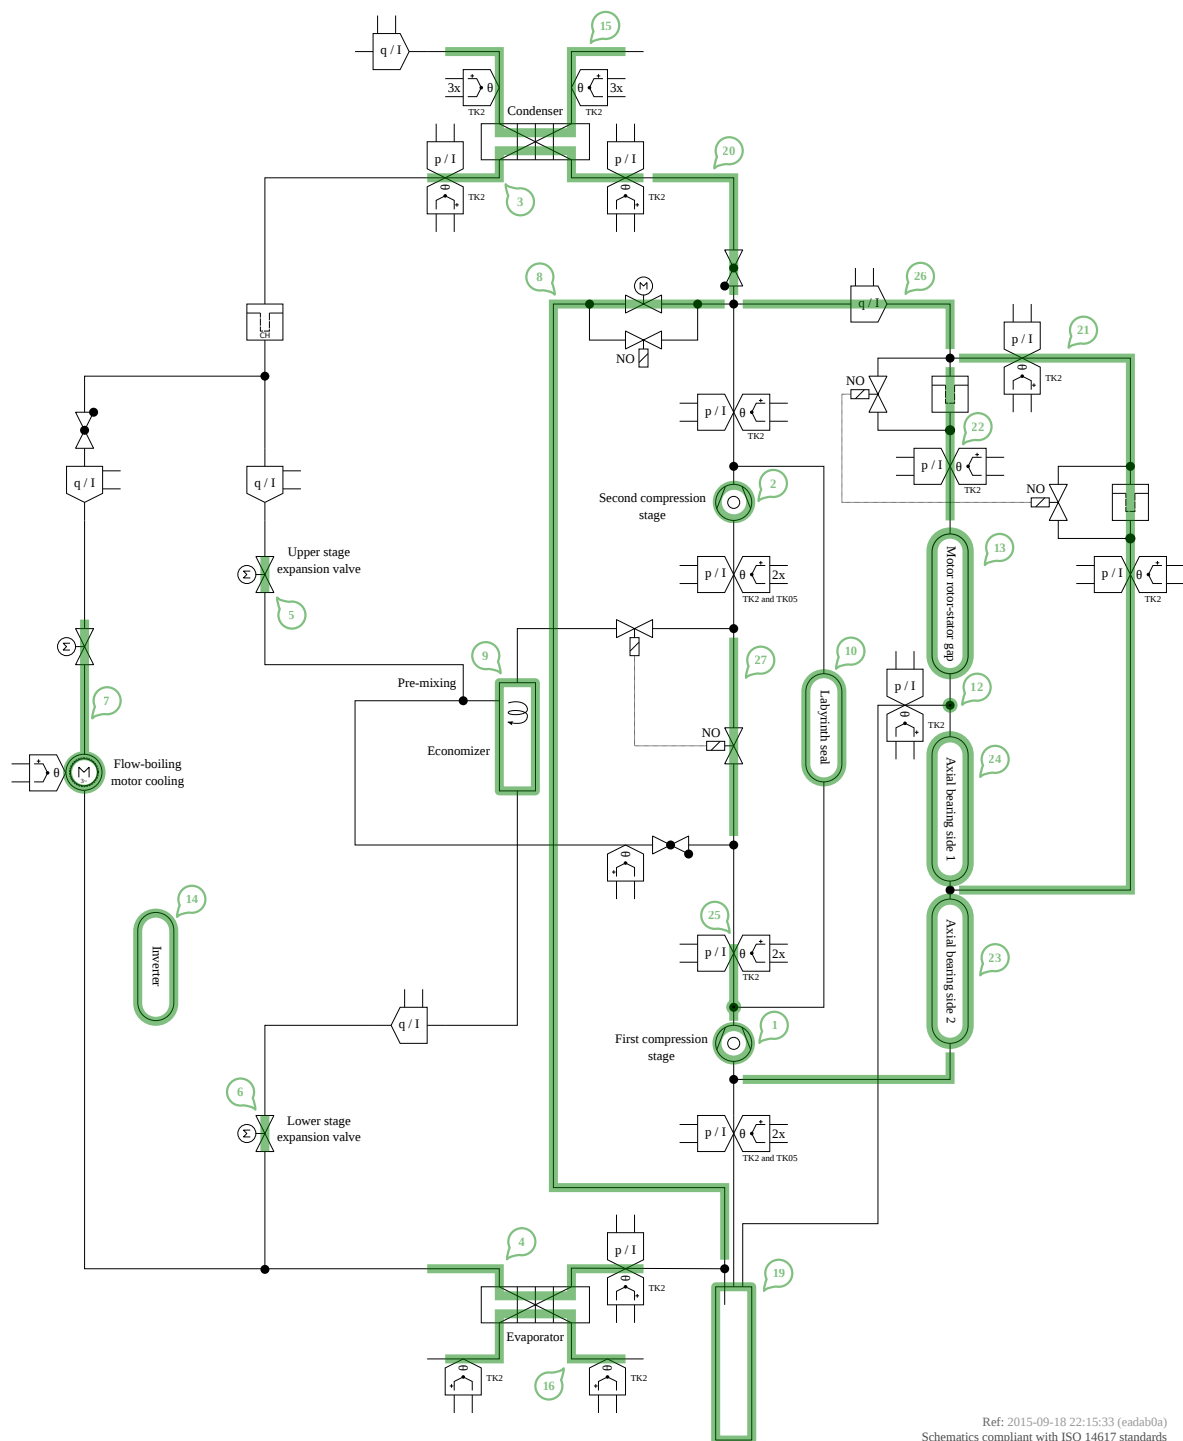 15
q / I
3x
θ
θ
3x
TK2
Condenser
TK2
p / I
p / I
20
θ
TK2
θ
TK2
3
8
26
M
q / I
21
p / I
CH
NO
θ
TK2
NO
p / I
θ
TK2
22
p / I
θ
TK2
q / I
q / I
2
NO
Second compression
stage
Upper stage
expansion valve
Σ
13
Motor rotor-stator gap
p / I
θ
2x
TK2 and TK05
p / I
θ
TK2
5
Σ
9
27
10
p / I
12
Pre-mixing
7
Labyrinth seal
θ
TK2
NO
Economizer
24
Axial bearing side 1
θ
M
3~
Flow-boiling
motor cooling
θ
14
25
Inverter
p / I
θ
2x
TK2
Axial bearing side 2
23
q / I
1
First compression
stage
6
Lower stage
expansion valve
Σ
p / I
θ
2x
TK2 and TK05
4
p / I
19
θ
TK2
Evaporator
θ
TK2
16
θ
TK2
Ref: 2015-09-18 22:15:33 (eadab0a)
Schematics compliant with ISO 14617 standards